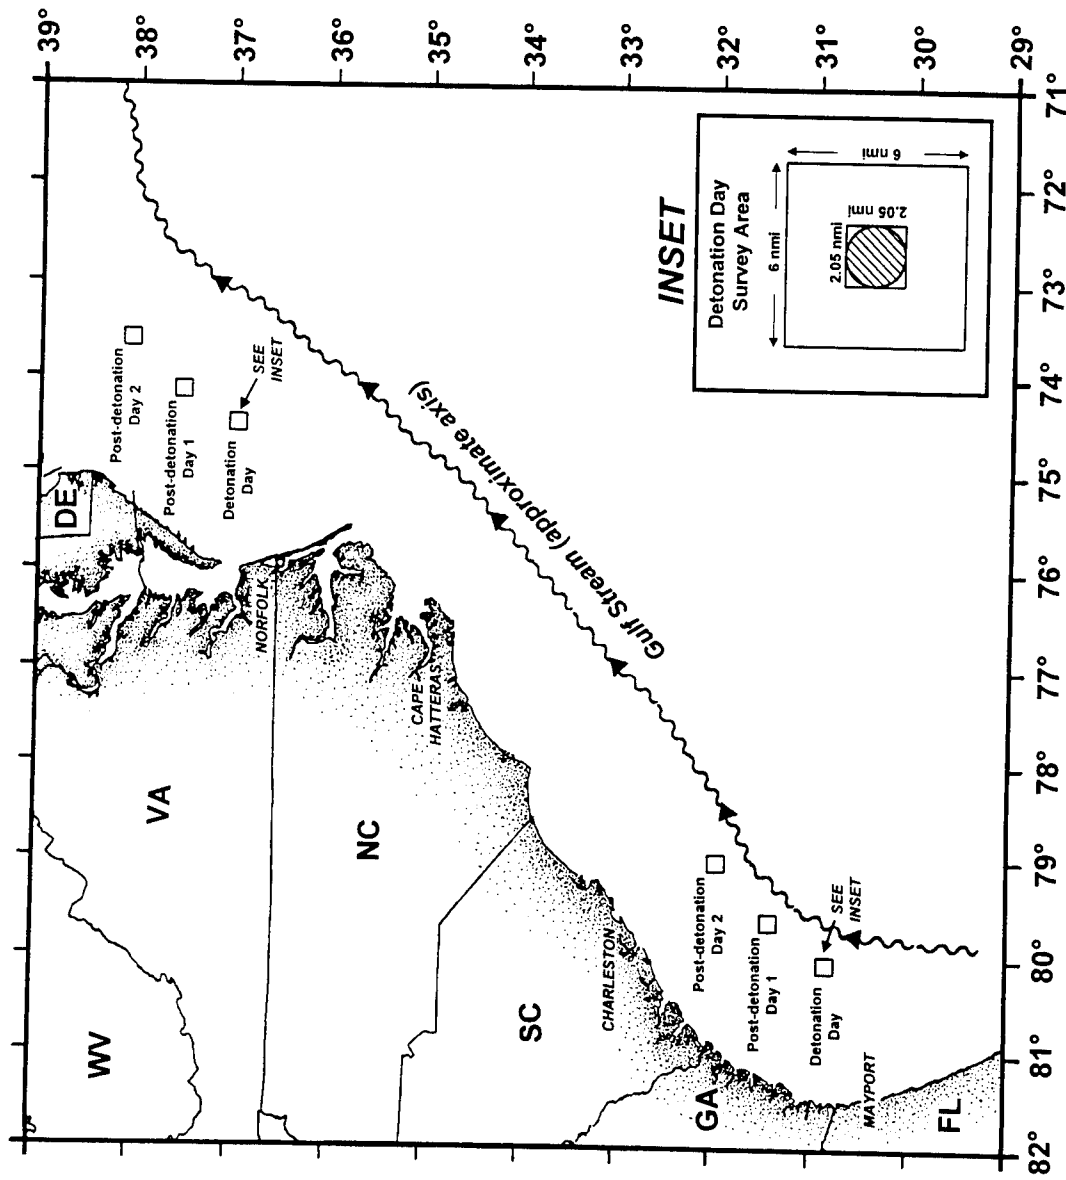 39°
38°
37°
36°
35°
34°
33°
32°
31°
30°
29°
82°
81°
80°
79°
78°
77°
76°
75°
74°
73°
72°
71°
WV
VA
DE
NC
SC
GA
FL
NORFOLK
CAPE
HATTERAS
CHARLESTON
MAYPORT
Post-detonation
Day 2
Post-detonation
Day 1
Detonation
Day
SEE
INSET
Gulf Stream (approximate axis)
Post-detonation
Day 2
Post-detonation
Day 1
Detonation
Day
SEE
INSET
INSET
Detonation Day
Survey Area
6 nmi
6 nmi
2.05 nmi
2.05 nmi